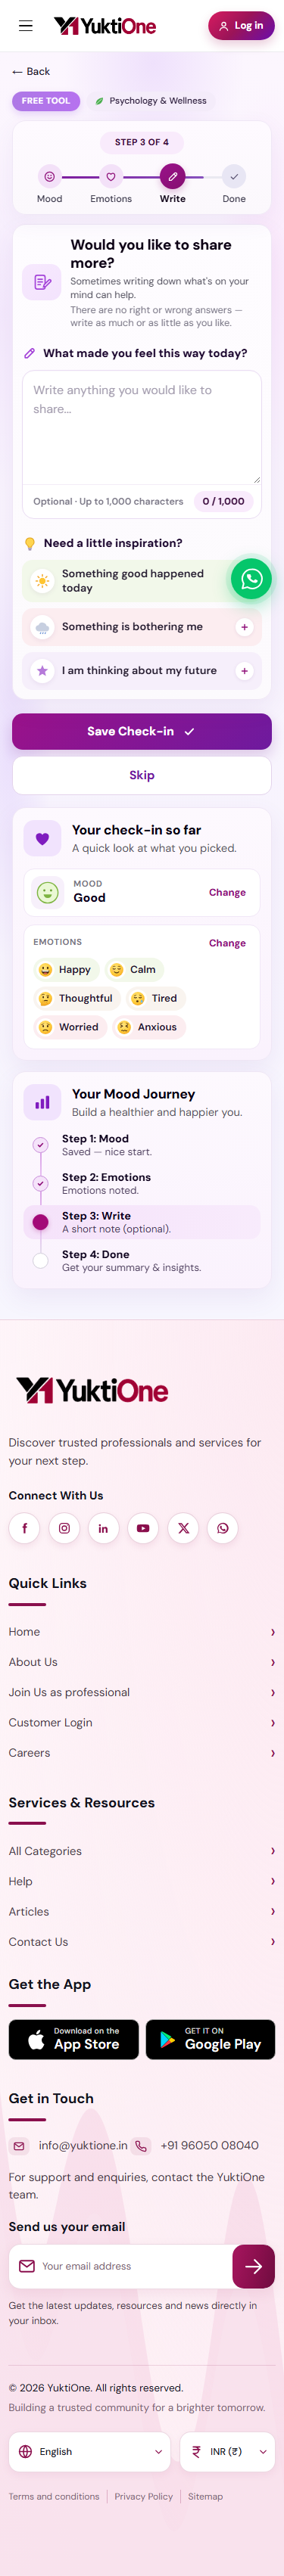 YuktiOne
Log in
← Back
FREE TOOL
Psychology & Wellness
STEP 3 OF 4
Mood
Emotions
Write
Done
Would you like to share
more?
Sometimes writing down what's on your
mind can help.
There are no right or wrong answers —
write as much or as little as you like.
What made you feel this way today?
Write anything you would like to
share...
Optional · Up to 1,000 characters
0 / 1,000
Need a little inspiration?
Something good happened
today
Something is bothering me
+
I am thinking about my future
+
Save Check-in
Skip
Your check-in so far
A quick look at what you picked.
MOOD
Good
Change
EMOTIONS
Change
Happy
Calm
Thoughtful
Tired
Worried
Anxious
Your Mood Journey
Build a healthier and happier you.
Step 1: Mood
Saved — nice start.
Step 2: Emotions
Emotions noted.
Step 3: Write
A short note (optional).
Step 4: Done
Get your summary & insights.
YuktiOne
Discover trusted professionals and services for
your next step.
Connect With Us
Quick Links
Home
About Us
Join Us as professional
Customer Login
Careers
Services & Resources
All Categories
Help
Articles
Contact Us
Get the App
Download on the
App Store
GET IT ON
Google Play
Get in Touch
info@yuktione.in
+91 96050 08040
For support and enquiries, contact the YuktiOne
team.
Send us your email
Your email address
Get the latest updates, resources and news directly in
your inbox.
© 2026 YuktiOne. All rights reserved.
Building a trusted community for a brighter tomorrow.
English
₹ INR (₹)
Terms and conditions
Privacy Policy
Sitemap